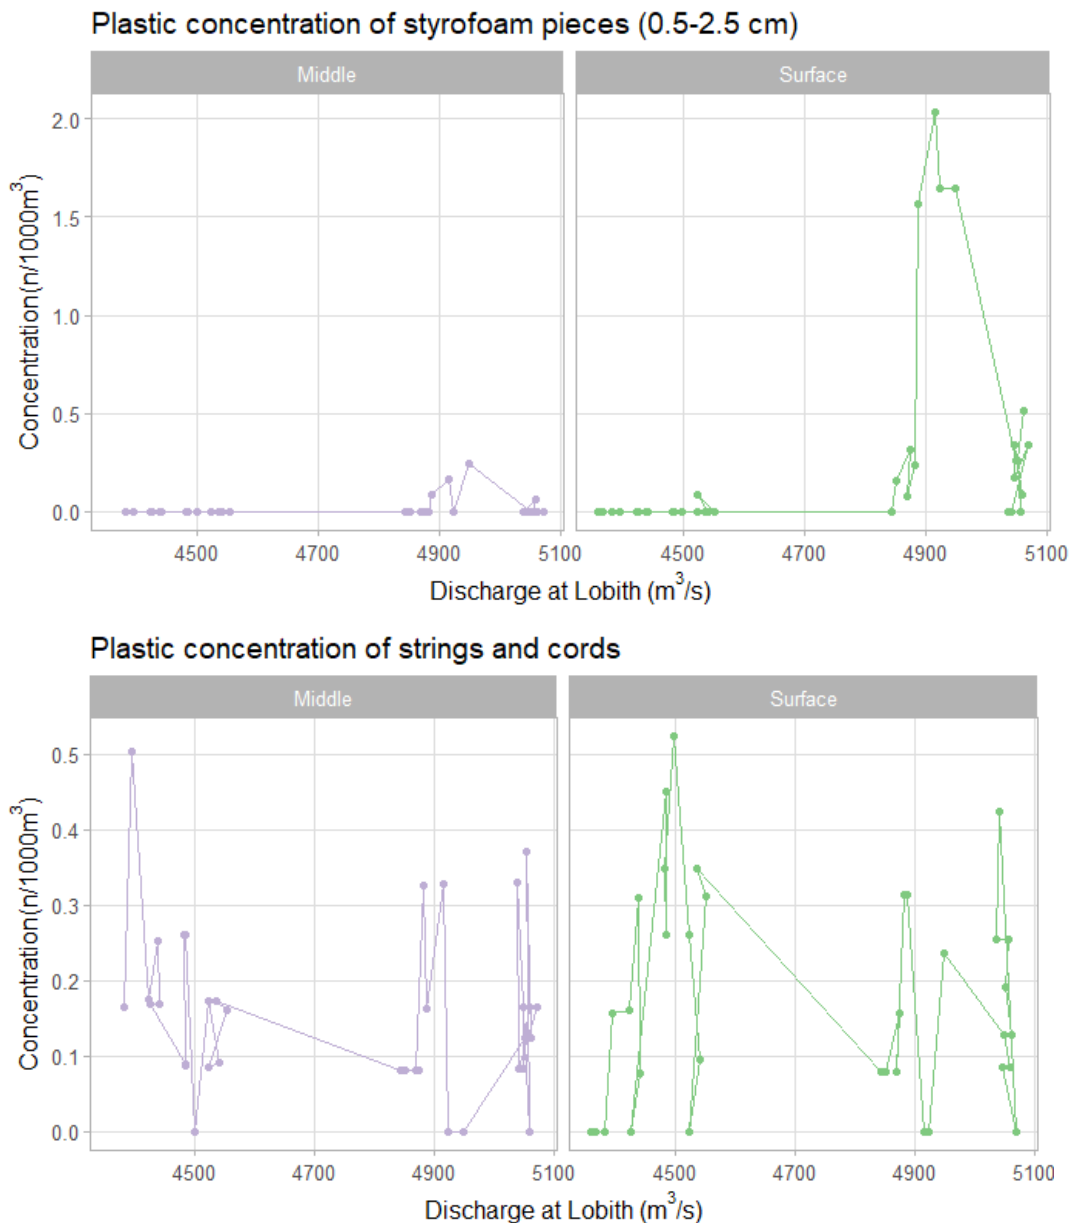 Plastic concentration of styrofoam pieces (0.5-2.5 cm)
Middle
Surface
Concentration(n/1000m³)
2.0
1.5
1.0
0.5
0.0
4500 4700 4900 5100
4500 4700 4900 5100
Discharge at Lobith (m³/s)
Plastic concentration of strings and cords
Middle
Surface
Concentration(n/1000m³)
0.5
0.4
0.3
0.2
0.1
0.0
4500 4700 4900 5100
4500 4700 4900 5100
Discharge at Lobith (m³/s)